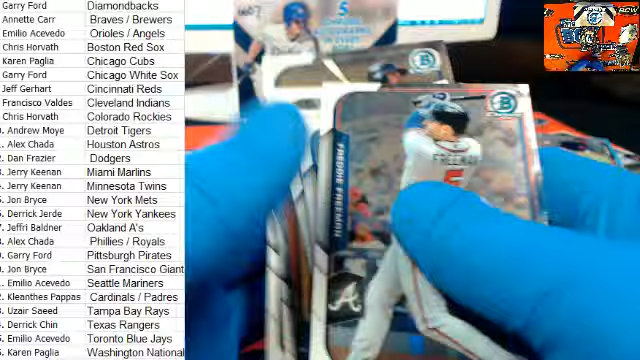 Garry Ford Diamondbacks
Annette Carr Braves / Brewers
Emilio Acevedo Orioles / Angels
Chris Horvath Boston Red Sox
Karen Paglia Chicago Cubs
Garry Ford Chicago White Sox
Jeff Gerhart Cincinnati Reds
Francisco Valdes Cleveland Indians
Chris Horvath Colorado Rockies
Andrew Moye Detroit Tigers
Alex Chada Houston Astros
Dan Frazier Dodgers
Jerry Keenan Miami Marlins
Jerry Keenan Minnesota Twins
Jon Bryce New York Mets
Derrick Jerde New York Yankees
Jeffri Baldner Oakland A's
Alex Chada Phillies / Royals
Garry Ford Pittsburgh Pirates
Jon Bryce San Francisco Giant
Emilio Acevedo Seattle Mariners
Kleanthes Pappas Cardinals / Padres
Uzair Saeed Tampa Bay Rays
Derrick Chin Texas Rangers
Emilio Acevedo Toronto Blue Jays
Karen Paglia Washington National
5
B
B
FREDDIE FREEMAN
FREEMAN
5
A
RCW